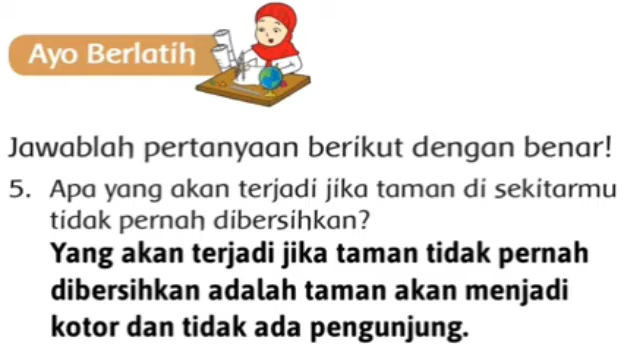 Ayo Berlatih
Jawablah pertanyaan berikut dengan benar!
5. Apa yang akan terjadi jika taman di sekitarmu
tidak pernah dibersihkan?
Yang akan terjadi jika taman tidak pernah
dibersihkan adalah taman akan menjadi
kotor dan tidak ada pengunjung.